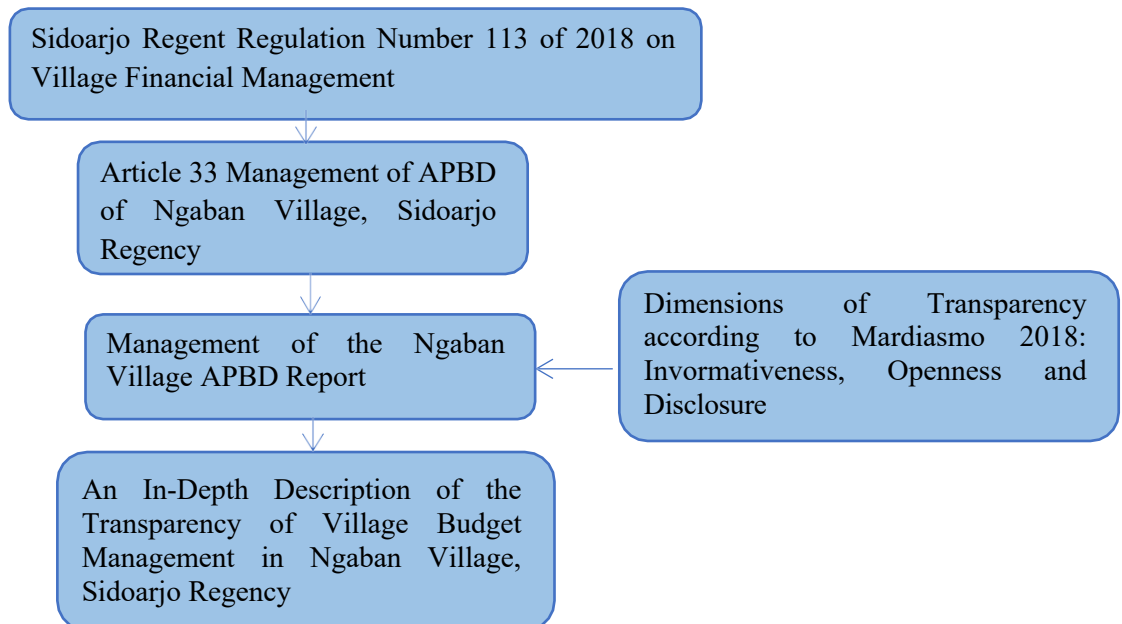 Sidoarjo Regent Regulation Number 113 of 2018 on
Village Financial Management
Article 33 Management of APBD
of Ngaban Village, Sidoarjo
Regency
Management of the Ngaban
Village APBD Report
Dimensions of Transparency
according to Mardiasmo 2018:
Invormativeness, Openness and
Disclosure
An In-Depth Description of the
Transparency of Village Budget
Management in Ngaban Village,
Sidoarjo Regency